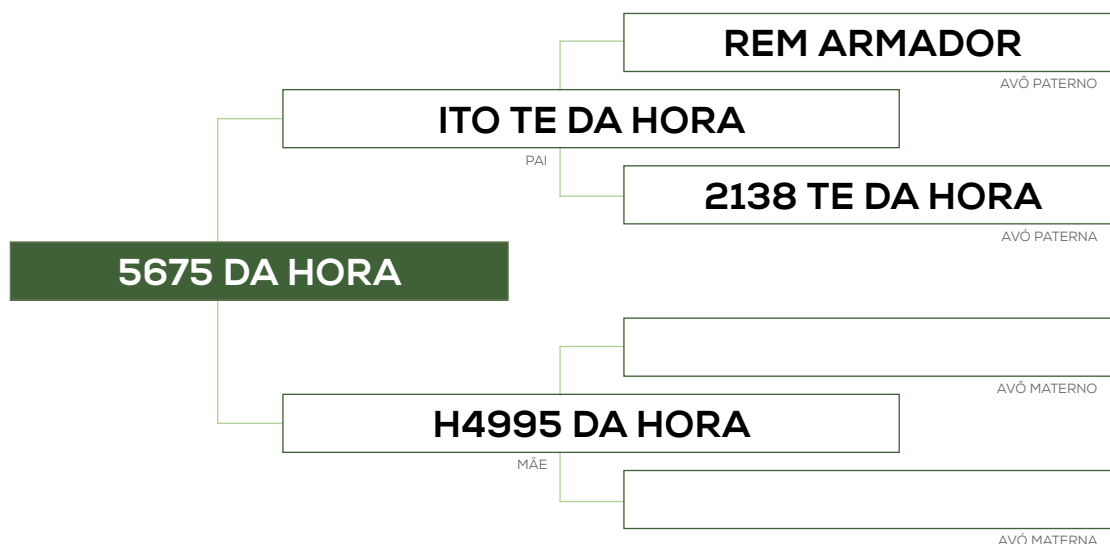 REM ARMADOR
AVÔ PATERNO
ITO TE DA HORA
PAI
2138 TE DA HORA
AVÓ PATERNA
5675 DA HORA
AVÔ MATERNO
H4995 DA HORA
MÃE
AVÓ MATERNA